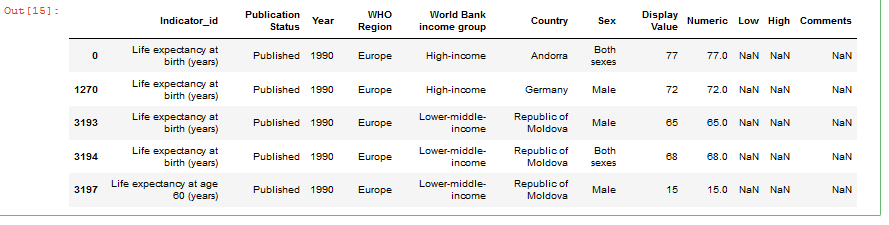 Out[15]:
Indicator_id Publication Status Year WHO Region World Bank income group Country Sex Display Value Numeric Low High Comments
0 Life expectancy at birth (years) Published 1990 Europe High-income Andorra Both sexes 77 77.0 NaN NaN NaN
1270 Life expectancy at birth (years) Published 1990 Europe High-income Germany Male 72 72.0 NaN NaN NaN
3193 Life expectancy at birth (years) Published 1990 Europe Lower-middle-income Republic of Moldova Male 65 65.0 NaN NaN NaN
3194 Life expectancy at birth (years) Published 1990 Europe Lower-middle-income Republic of Moldova Both sexes 68 68.0 NaN NaN NaN
3197 Life expectancy at age 60 (years) Published 1990 Europe Lower-middle-income Republic of Moldova Male 15 15.0 NaN NaN NaN